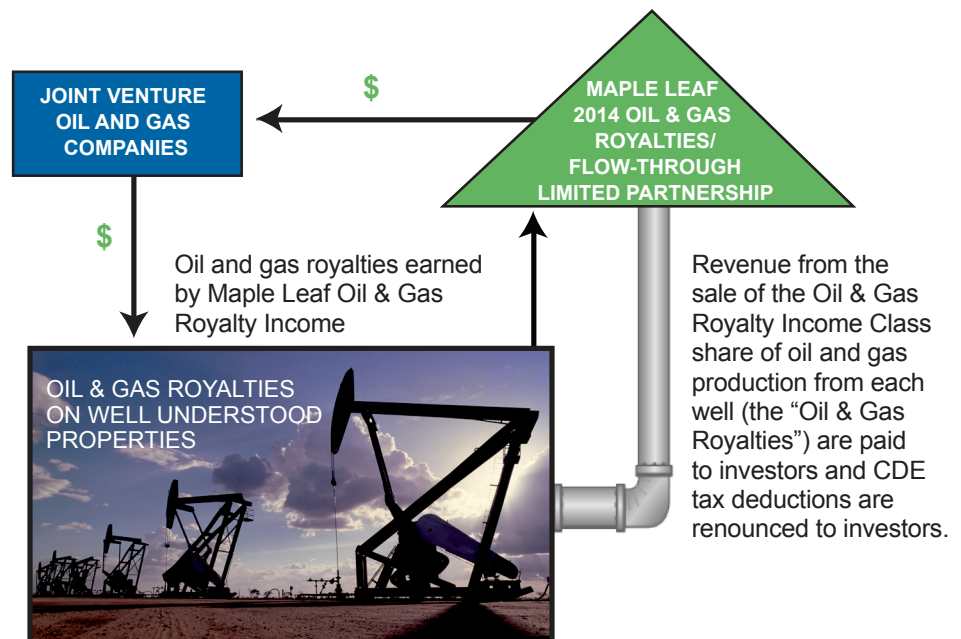 JOINT VENTURE
OIL AND GAS
COMPANIES
$
MAPLE LEAF
2014 OIL & GAS
ROYALTIES/
FLOW-THROUGH
LIMITED PARTNERSHIP
$
Oil and gas royalties earned
by Maple Leaf Oil & Gas
Royalty Income
Revenue from the
sale of the Oil & Gas
Royalty Income Class
share of oil and gas
production from each
well (the “Oil & Gas
Royalties”) are paid
to investors and CDE
tax deductions are
renounced to investors.
OIL & GAS ROYALTIES
ON WELL UNDERSTOOD
PROPERTIES